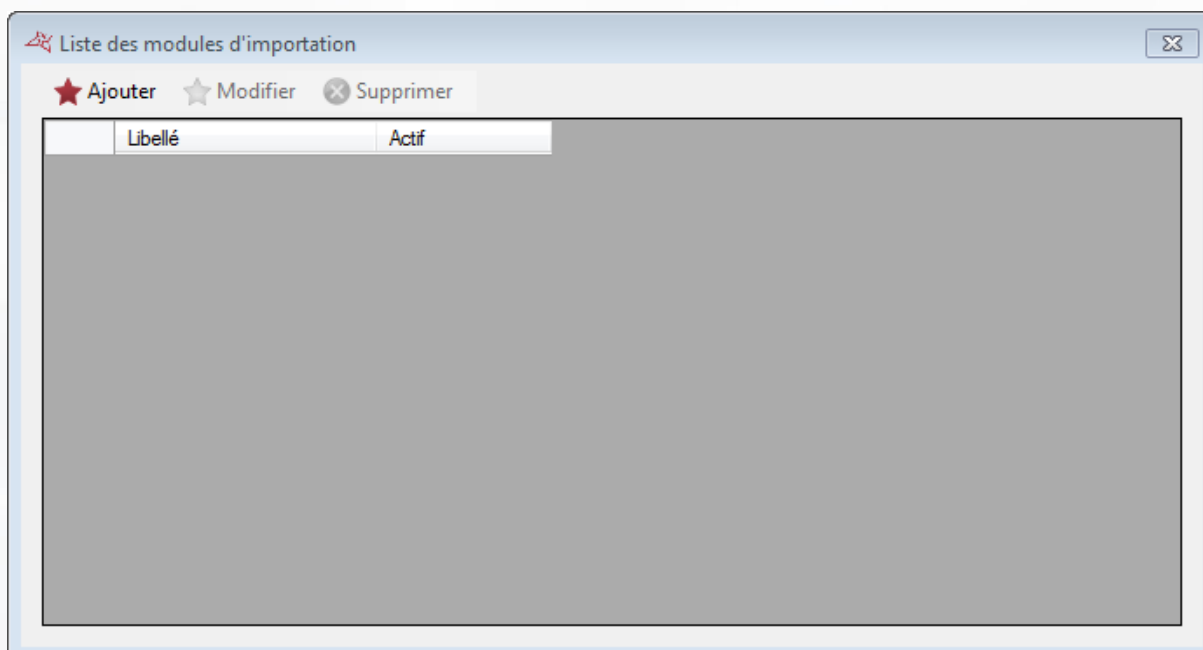 Liste des modules d'importation
Ajouter Modifier Supprimer
Libellé Actif